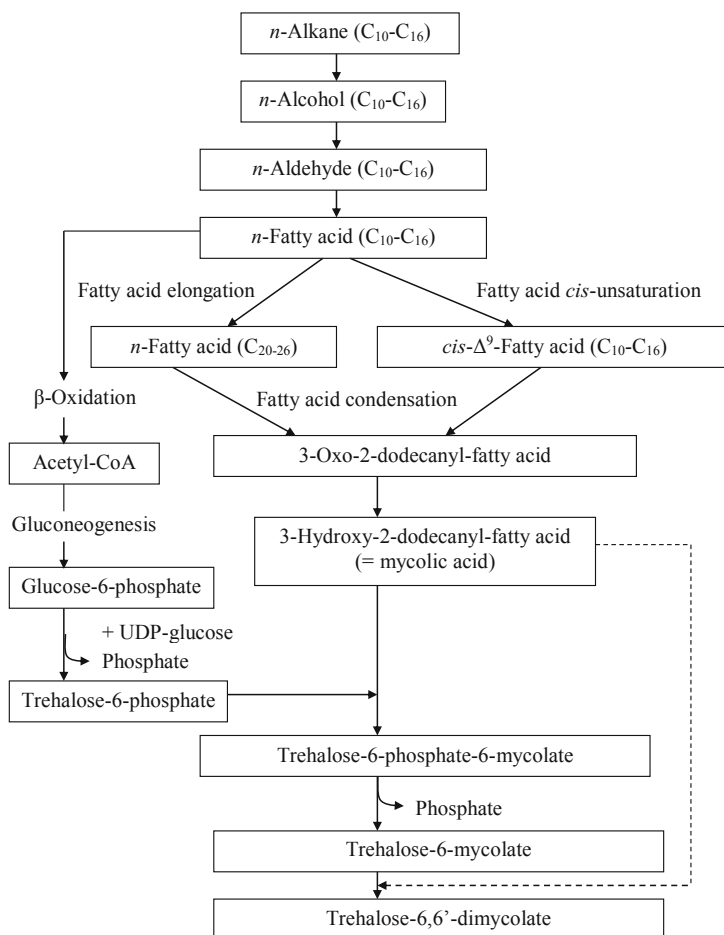 n-Alkane (C₁₀-C₁₆)
n-Alcohol (C₁₀-C₁₆)
n-Aldehyde (C₁₀-C₁₆)
n-Fatty acid (C₁₀-C₁₆)
Fatty acid elongation
Fatty acid cis-unsaturation
n-Fatty acid (C₂₀₋₂₆)
cis-Δ⁹-Fatty acid (C₁₀-C₁₆)
β-Oxidation
Fatty acid condensation
Acetyl-CoA
3-Oxo-2-dodecanyl-fatty acid
Gluconeogenesis
3-Hydroxy-2-dodecanyl-fatty acid
(= mycolic acid)
Glucose-6-phosphate
+ UDP-glucose
Phosphate
Trehalose-6-phosphate
Trehalose-6-phosphate-6-mycolate
Phosphate
Trehalose-6-mycolate
Trehalose-6,6’-dimycolate